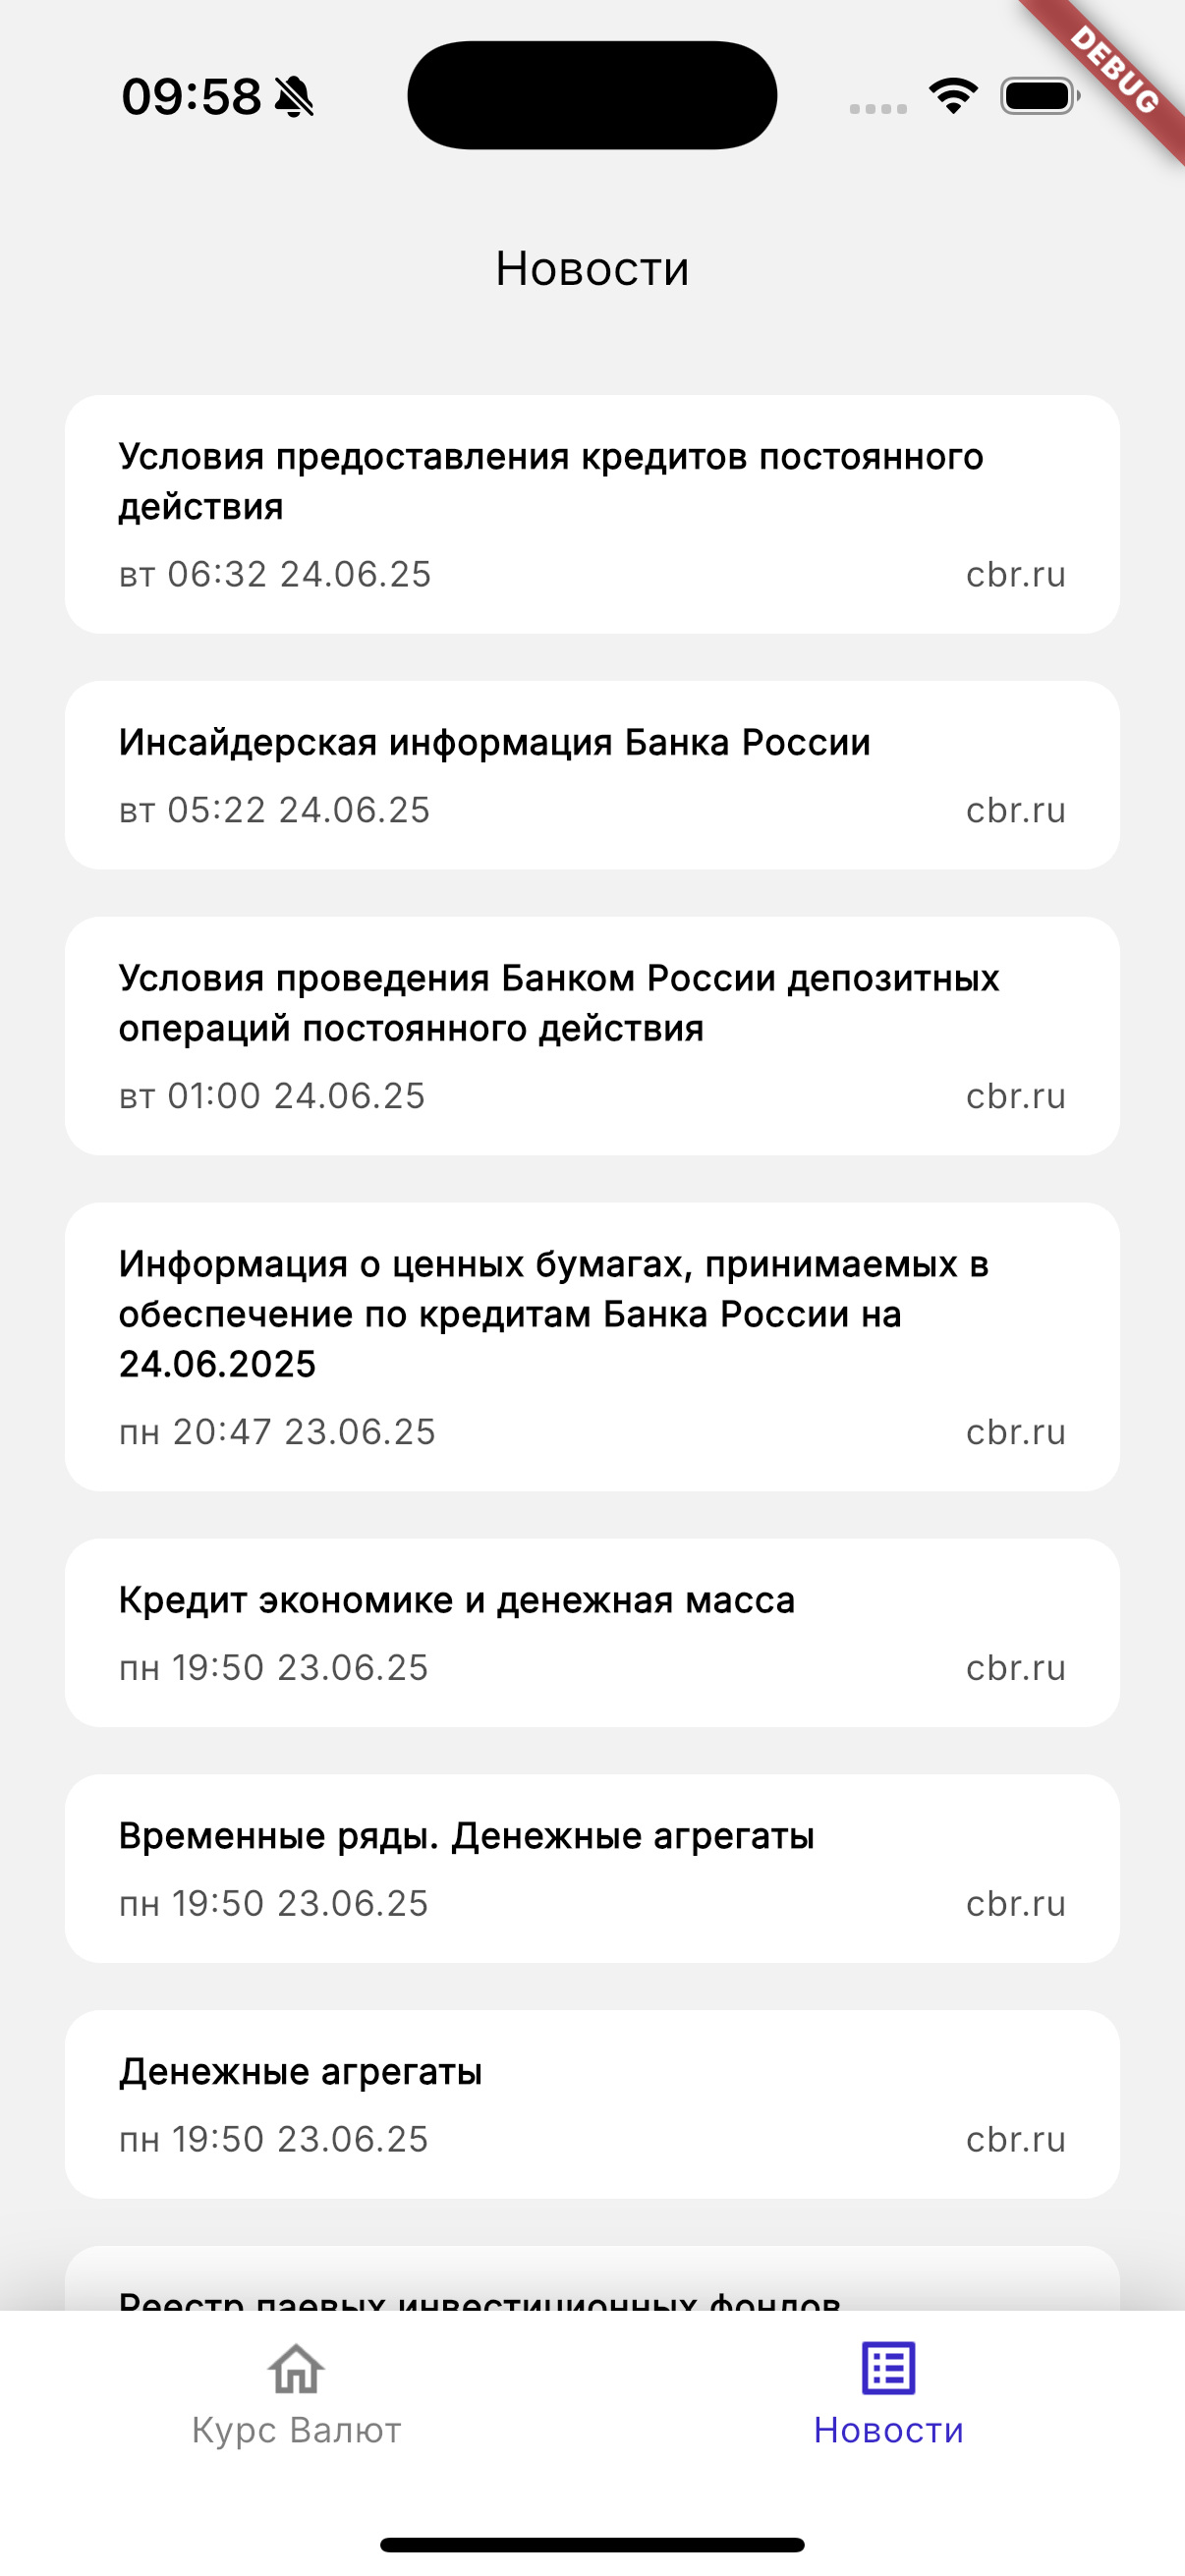 09:58
DEBUG
Новости
Условия предоставления кредитов постоянного
действия
вт 06:32 24.06.25 cbr.ru
Инсайдерская информация Банка России
вт 05:22 24.06.25 cbr.ru
Условия проведения Банком России депозитных
операций постоянного действия
вт 01:00 24.06.25 cbr.ru
Информация о ценных бумагах, принимаемых в
обеспечение по кредитам Банка России на
24.06.2025
пн 20:47 23.06.25 cbr.ru
Кредит экономике и денежная масса
пн 19:50 23.06.25 cbr.ru
Временные ряды. Денежные агрегаты
пн 19:50 23.06.25 cbr.ru
Денежные агрегаты
пн 19:50 23.06.25 cbr.ru
Реестр паевых инвестиционных фондов
Курс Валют Новости